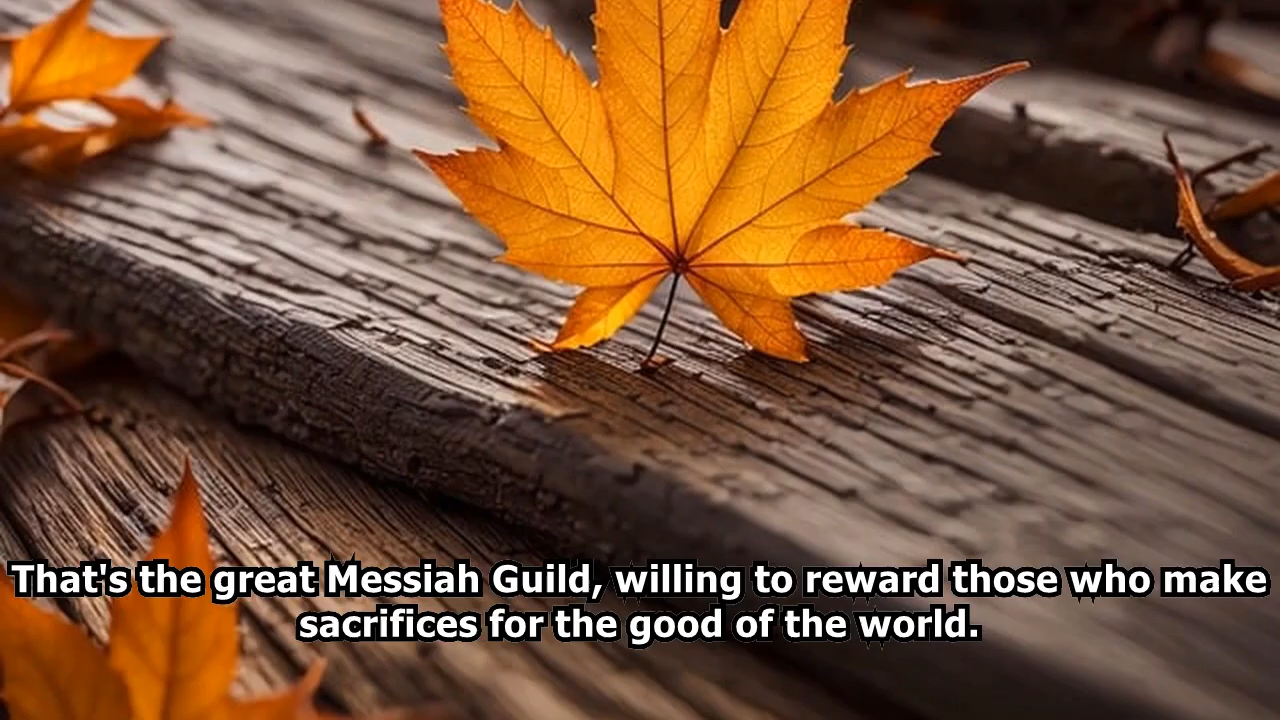 That's the great Messiah Guild, willing to reward those who make
sacrifices for the good of the world.